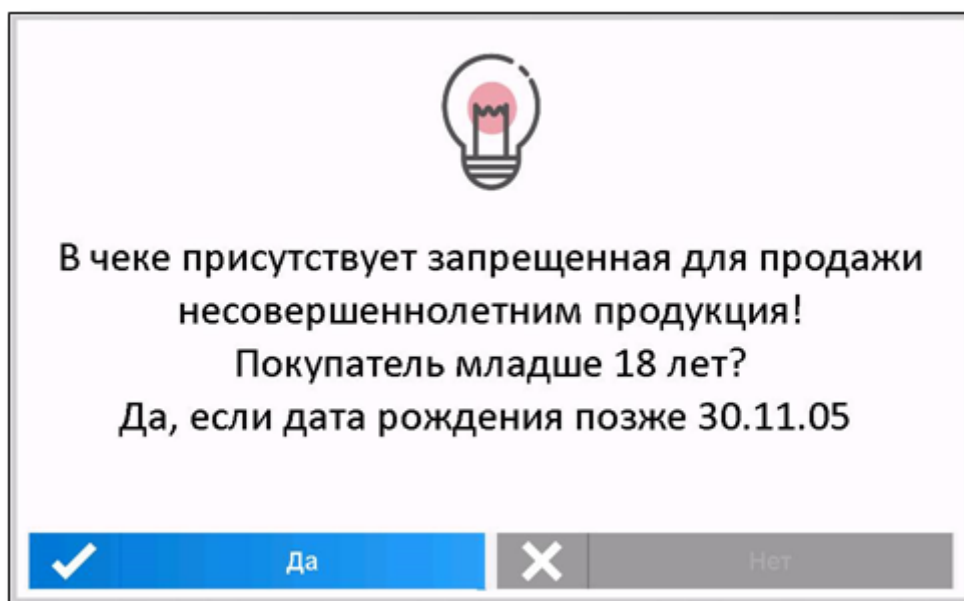 В чеке присутствует запрещенная для продажи
несовершеннолетним продукция!
Покупатель младше 18 лет?
Да, если дата рождения позже 30.11.05
Да
Нет